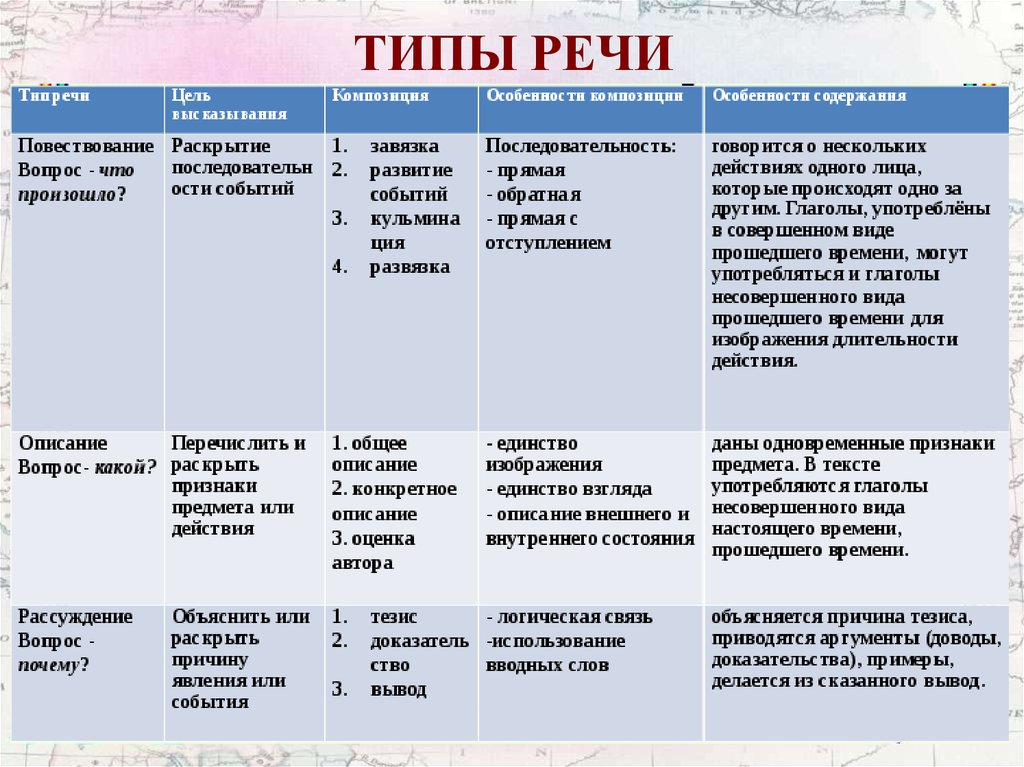 ТИПЫ РЕЧИ
Тип речи
Цель
высказывания
Композиция
Особенности композиции
Особенности содержания
Повествование
Вопрос - что
произошло?
Раскрытие
последовательн
ости событий
1. завязка
2. развитие
событий
3. кульмина
ция
4. развязка
Последовательность:
- прямая
- обратная
- прямая с
отступлением
говорится о нескольких
действиях одного лица,
которые происходят одно за
другим. Глаголы, употреблёны
в совершенном виде
прошедшего времени, могут
употребляться и глаголы
несовершенного вида
прошедшего времени для
изображения длительности
действия.
Описание
Вопрос- какой?
Перечислить и
раскрыть
признаки
предмета или
действия
1. общее
описание
2. конкретное
описание
3. оценка
автора
- единство
изображения
- единство взгляда
- описание внешнего и
внутреннего состояния
даны одновременные признаки
предмета. В тексте
употребляются глаголы
несовершенного вида
настоящего времени,
прошедшего времени.
Рассуждение
Вопрос -
почему?
Объяснить или
раскрыть
причину
явления или
события
1. тезис
2. доказатель
ство
3. вывод
- логическая связь
-использование
вводных слов
объясняется причина тезиса,
приводятся аргументы (доводы,
доказательства), примеры,
делается из сказанного вывод.